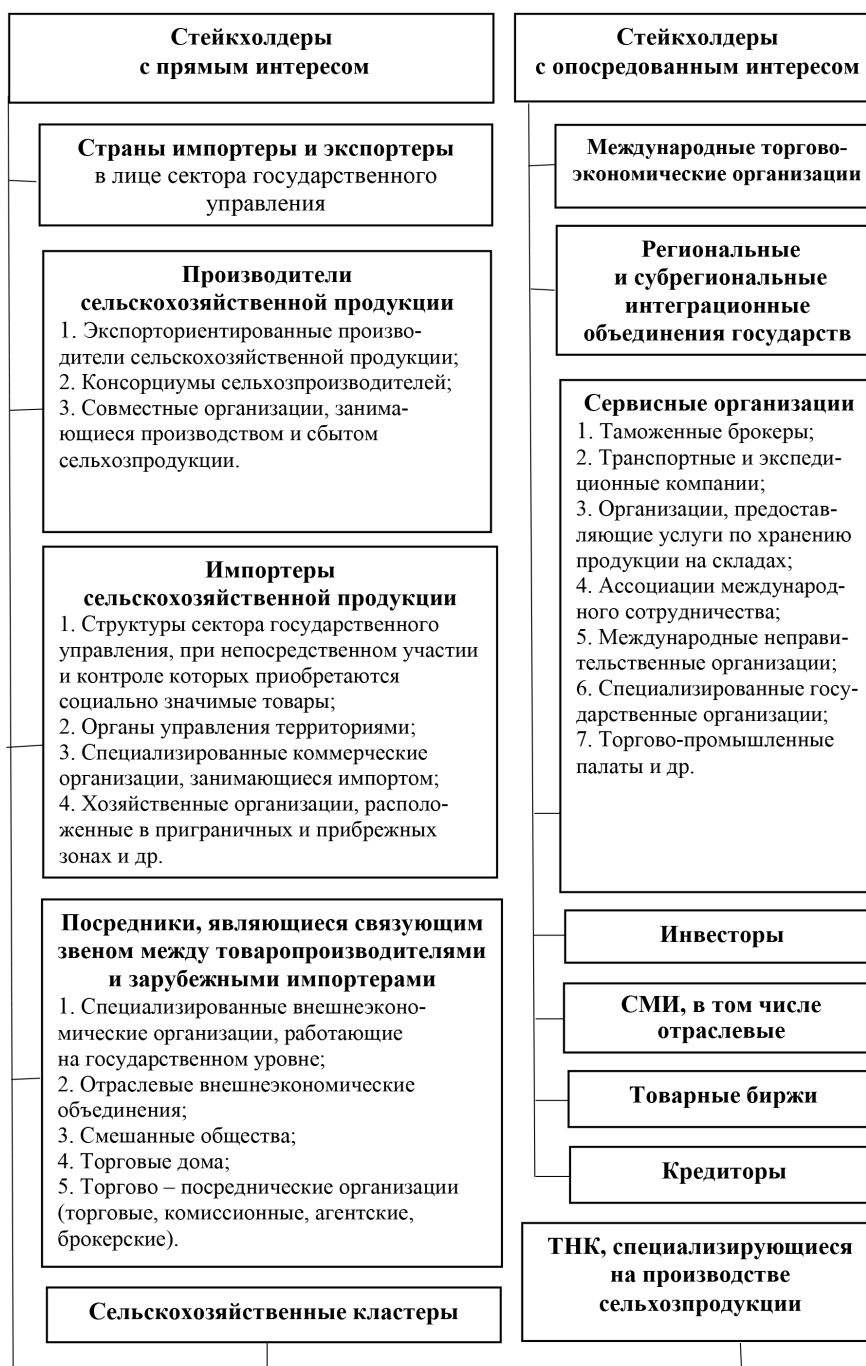 Стейкхолдеры
с прямым интересом
Страны импортеры и экспортеры
в лице сектора государственного
управления
Производители
сельскохозяйственной продукции
1. Экспорториентированные произво-
дители сельскохозяйственной продукции;
2. Консорциумы сельхозпроизводителей;
3. Совместные организации, занима-
ющиеся производством и сбытом
сельхозпродукции.
Импортеры
сельскохозяйственной продукции
1. Структуры сектора государственного
управления, при непосредственном участии
и контроле которых приобретаются
социально значимые товары;
2. Органы управления территориями;
3. Специализированные коммерческие
организации, занимающиеся импортом;
4. Хозяйственные организации, располо-
женные в приграничных и прибрежных
зонах и др.
Посредники, являющиеся связующим
звеном между товаропроизводителями
и зарубежными импортерами
1. Специализированные внешнеэконо-
мические организации, работающие
на государственном уровне;
2. Отраслевые внешнеэкономические
объединения;
3. Смешанные общества;
4. Торговые дома;
5. Торгово – посреднические организации
(торговые, комиссионные, агентские,
брокерские).
Сельскохозяйственные кластеры
Стейкхолдеры
с опосредованным интересом
Международные торгово-
экономические организации
Региональные
и субрегиональные
интеграционные
объединения государств
Сервисные организации
1. Таможенные брокеры;
2. Транспортные и экспеди-
ционные компании;
3. Организации, предостав-
ляющие услуги по хранению
продукции на складах;
4. Ассоциации международ-
ного сотрудничества;
5. Международные неправи-
тельственные организации;
6. Специализированные госу-
дарственные организации;
7. Торгово-промышленные
палаты и др.
Инвесторы
СМИ, в том числе
отраслевые
Товарные биржи
Кредиторы
ТНК, специализирующиеся
на производстве
сельхозпродукции